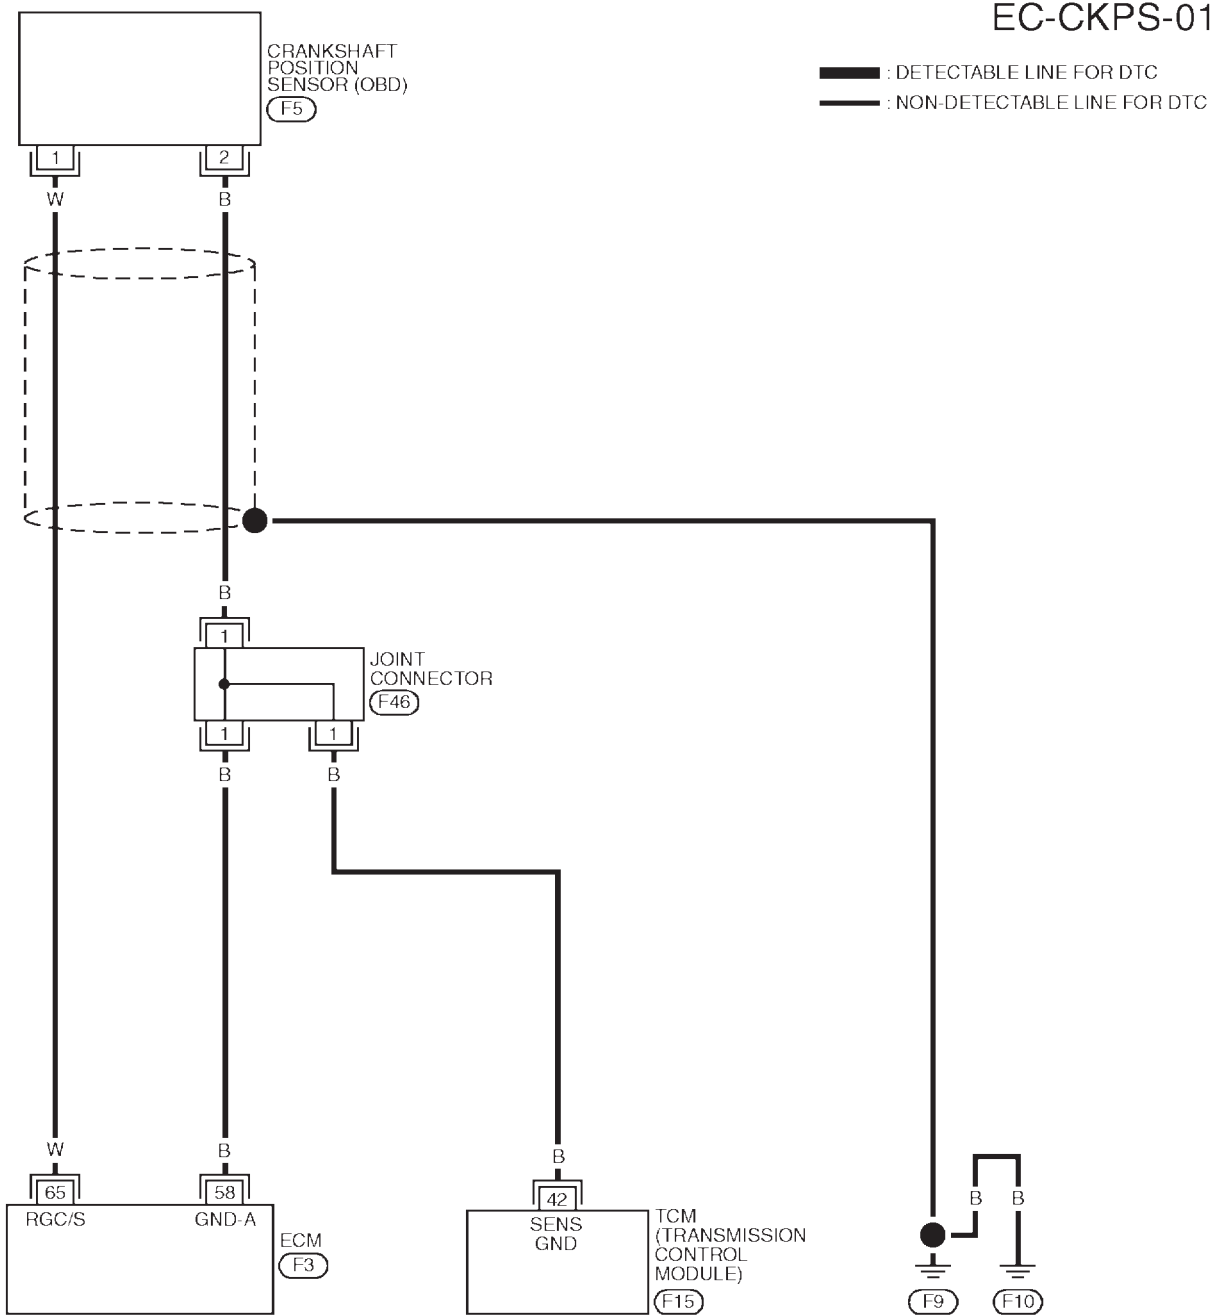 EC-CKPS-01
: DETECTABLE LINE FOR DTC
: NON-DETECTABLE LINE FOR DTC
CRANKSHAFT
POSITION
SENSOR (OBD)
F5
1 2
W B
B
1
JOINT
CONNECTOR
F46
1 1
B B
W B B
65 58 42
RGC/S GND-A
ECM
F3
SENS
GND
TCM
(TRANSMISSION
CONTROL
MODULE)
F15
B B
F9 F10